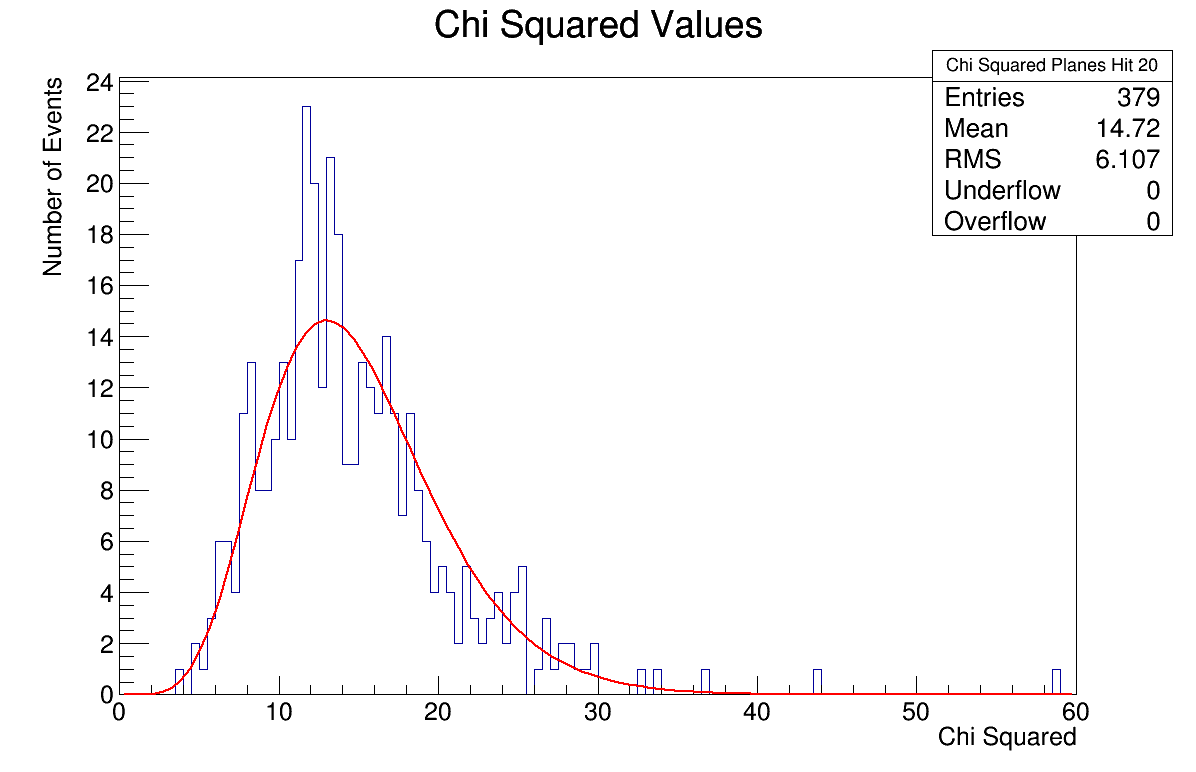 Chi Squared Values
Chi Squared Planes Hit 20
Entries 379
Mean 14.72
RMS 6.107
Underflow 0
Overflow 0
Number of Events
24
22
20
18
16
14
12
10
8
6
4
2
0
0 10 20 30 40 50 60
Chi Squared